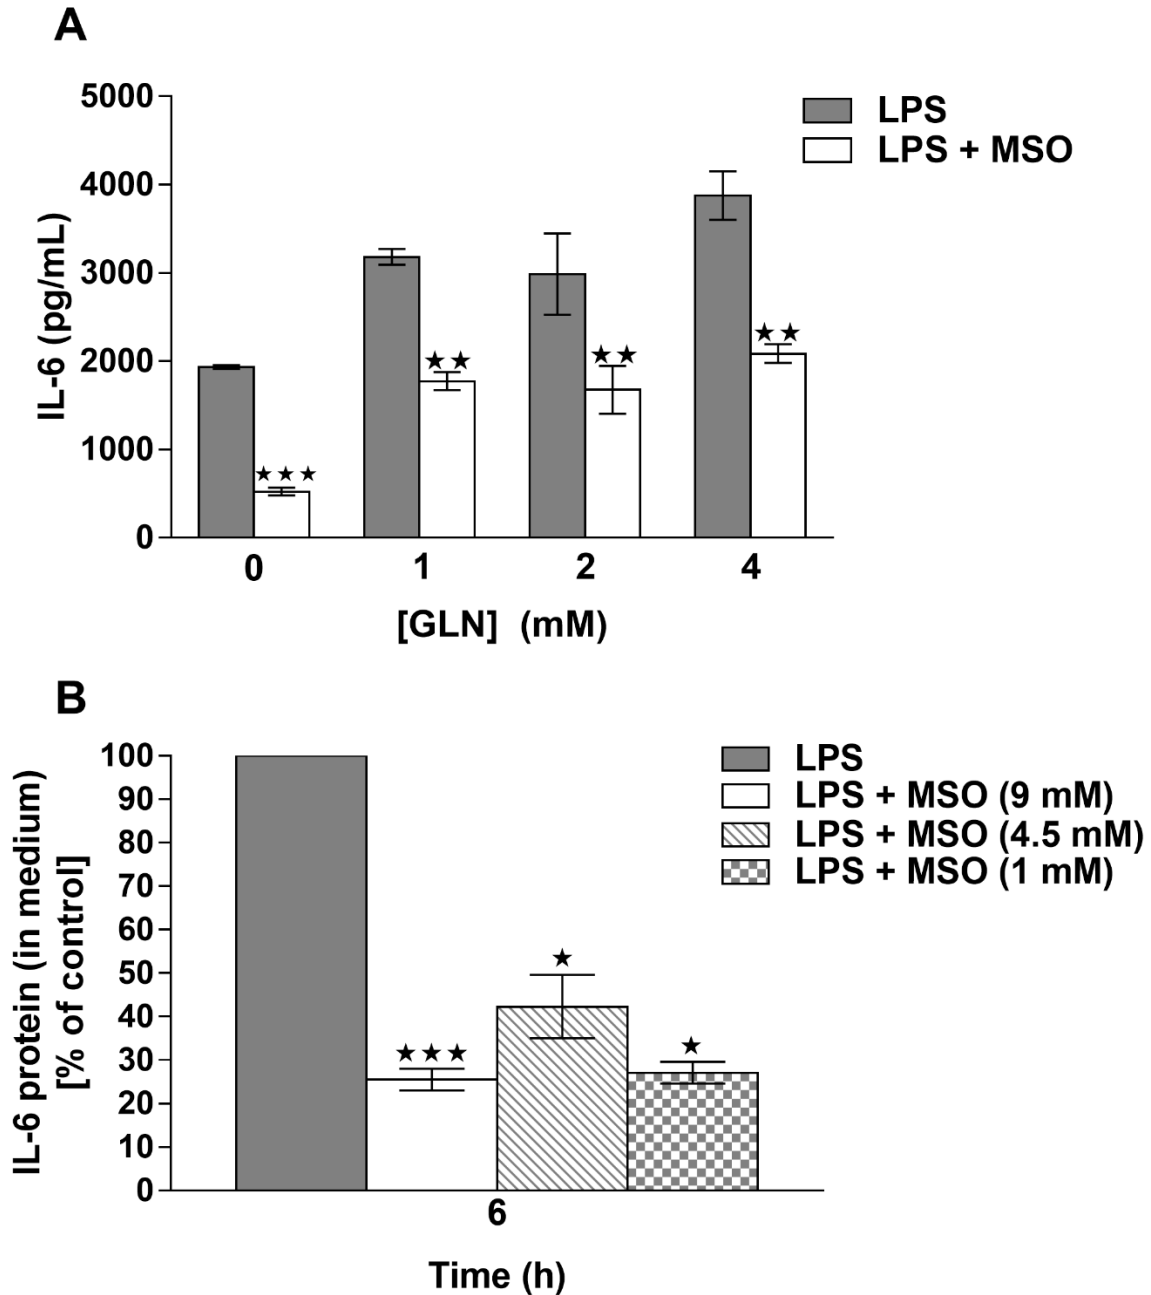 A
5000
4000
3000
2000
1000
0
IL-6 (pg/mL)
LPS
LPS + MSO
★★★
★★
★★
★★
0 1 2 4
[GLN] (mM)
B
100
90
80
70
60
50
40
30
20
10
0
IL-6 protein (in medium)
[% of control]
LPS
LPS + MSO (9 mM)
LPS + MSO (4.5 mM)
LPS + MSO (1 mM)
★★★
★
★
6
Time (h)